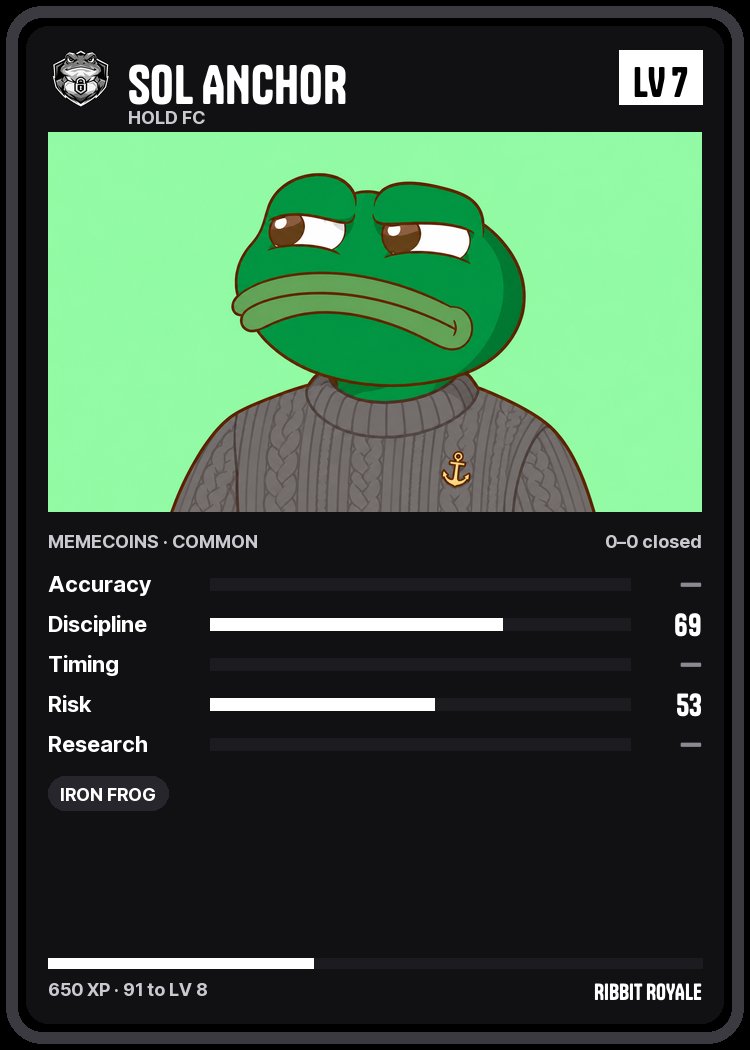 SOL ANCHOR
LV 7
HOLD FC
MEMECOINS · COMMON
0–0 closed
Accuracy —
Discipline 69
Timing —
Risk 53
Research —
IRON FROG
650 XP · 91 to LV 8
RIBBIT ROYALE